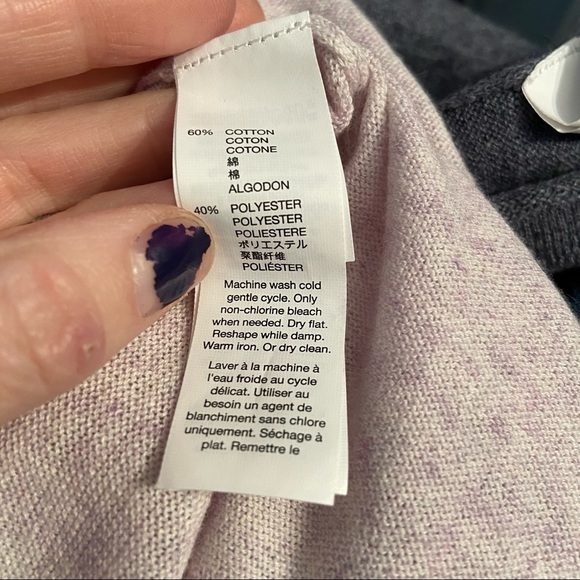 60% COTTON
COTON
COTONE
綿
棉
ALGODON
40% POLYESTER
POLYESTER
POLIESTERE
ポリエステル
聚酯纤维
POLIÉSTER
Machine wash cold
gentle cycle. Only
non-chlorine bleach
when needed. Dry flat.
Reshape while damp.
Warm iron. Or dry clean.
Laver à la machine à
l'eau froide au cycle
délicat. Utiliser au
besoin un agent de
blanchiment sans chlore
uniquement. Séchage à
plat. Remettre le